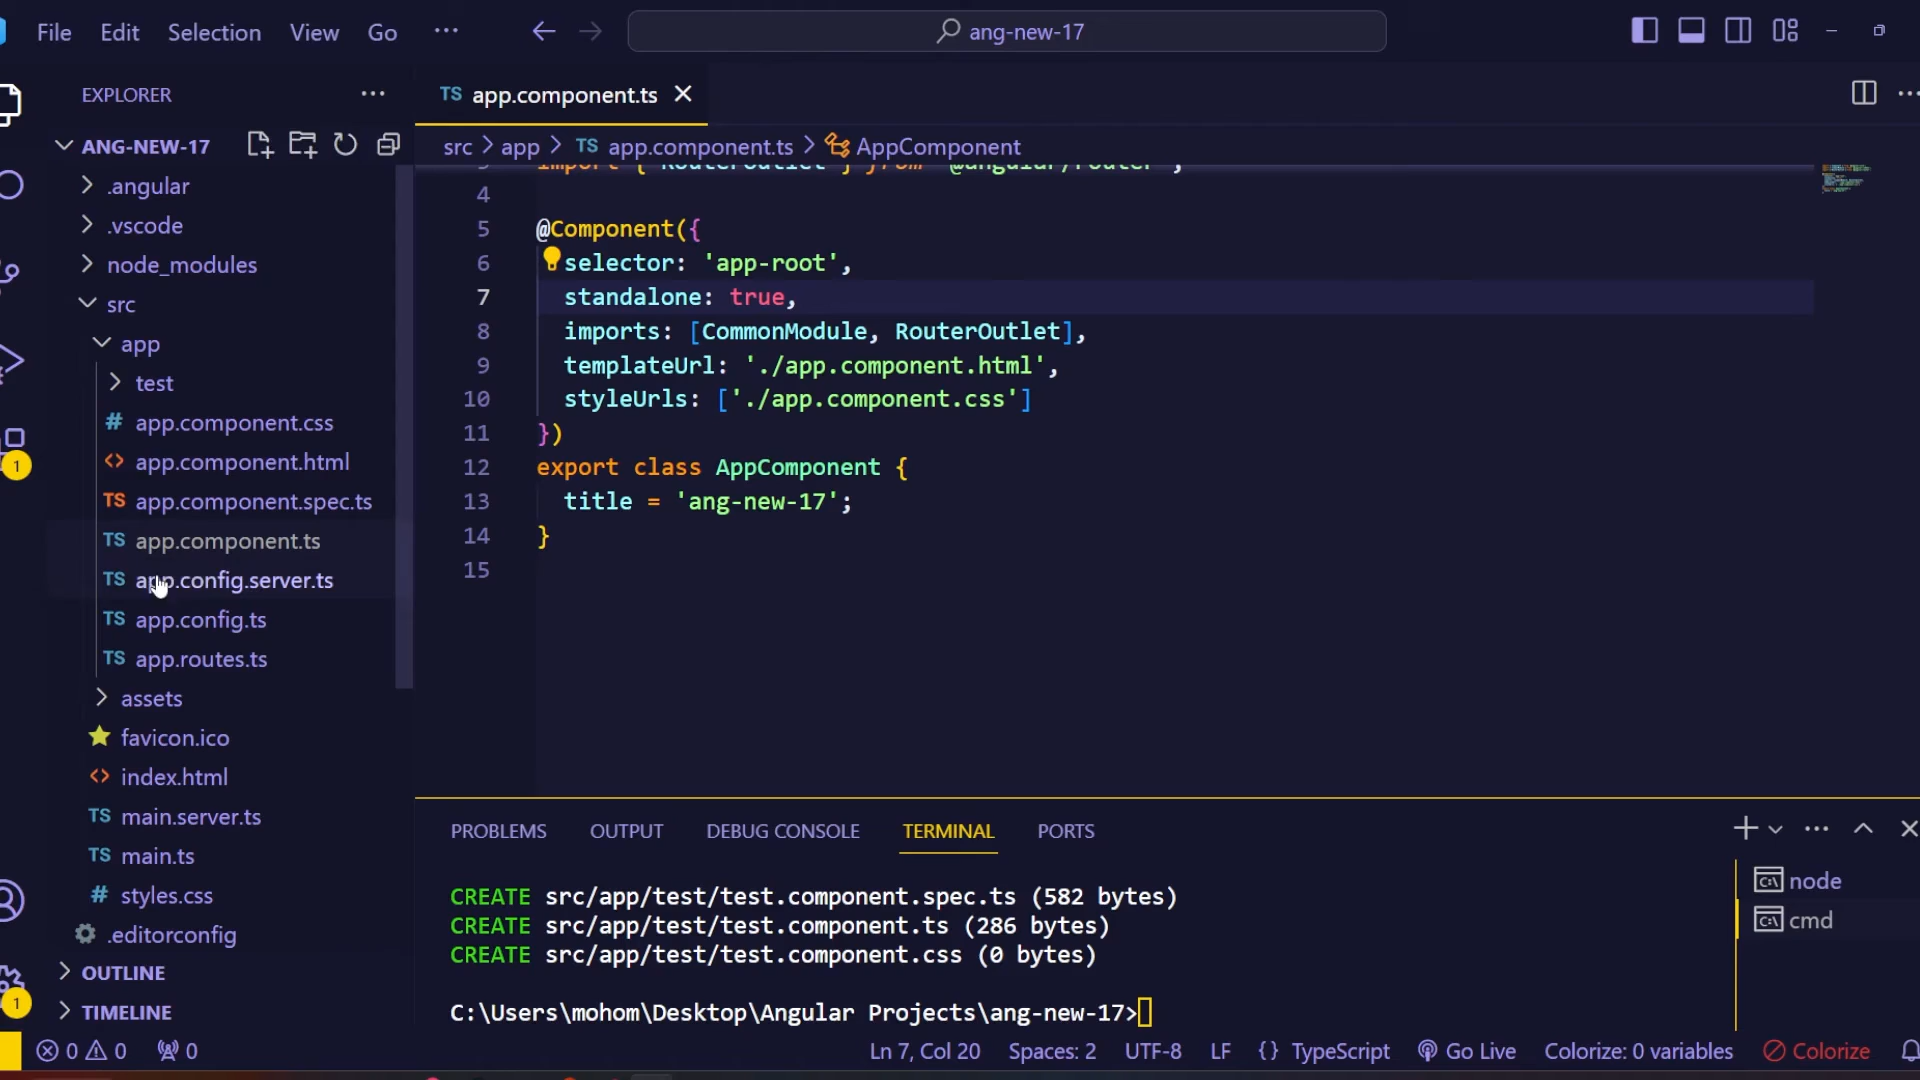 File Edit Selection View Go ··· ang-new-17
EXPLORER ···
ANG-NEW-17
.angular
.vscode
node_modules
src
app
test
# app.component.css
<> app.component.html
TS app.component.spec.ts
TS app.component.ts
TS app.config.server.ts
TS app.config.ts
TS app.routes.ts
assets
favicon.ico
<> index.html
TS main.server.ts
TS main.ts
# styles.css
.editorconfig
OUTLINE
TIMELINE
1
1
TS app.component.ts
src > app > TS app.component.ts > AppComponent
3 import { RouterOutlet } from '@angular/router';
4
5 @Component({
6 selector: 'app-root',
7 standalone: true,
8 imports: [CommonModule, RouterOutlet],
9 templateUrl: './app.component.html',
10 styleUrls: ['./app.component.css']
11 })
12 export class AppComponent {
13 title = 'ang-new-17';
14 }
15
PROBLEMS OUTPUT DEBUG CONSOLE TERMINAL PORTS
CREATE src/app/test/test.component.spec.ts (582 bytes)
CREATE src/app/test/test.component.ts (286 bytes)
CREATE src/app/test/test.component.css (0 bytes)
C:\Users\mohom\Desktop\Angular Projects\ang-new-17>
node
cmd
0 0 0 Ln 7, Col 20 Spaces: 2 UTF-8 LF {} TypeScript Go Live Colorize: 0 variables Colorize